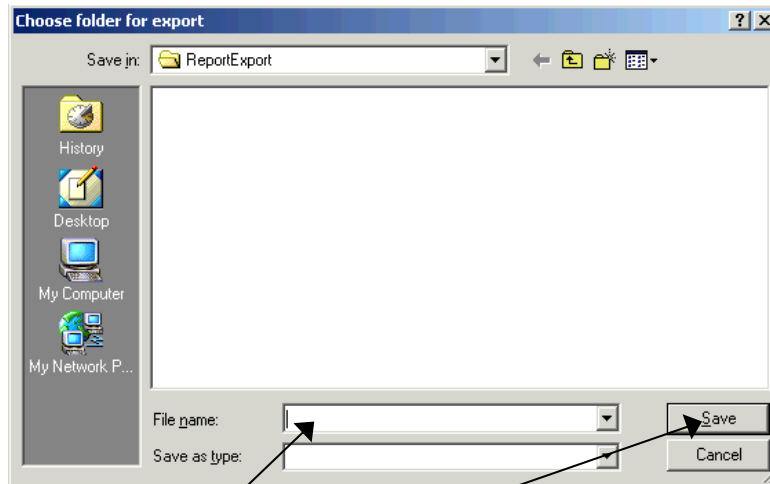 Choose folder for export
Save in: ReportExport
History
Desktop
My Computer
My Network P...
File name:
Save
Save as type:
Cancel